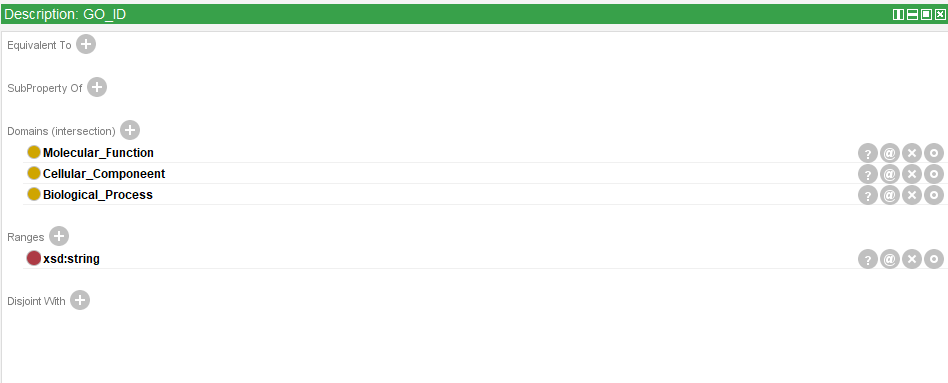 Description: GO_ID
Equivalent To
SubProperty Of
Domains (intersection)
Molecular_Function
Cellular_Componeent
Biological_Process
Ranges
xsd:string
Disjoint With